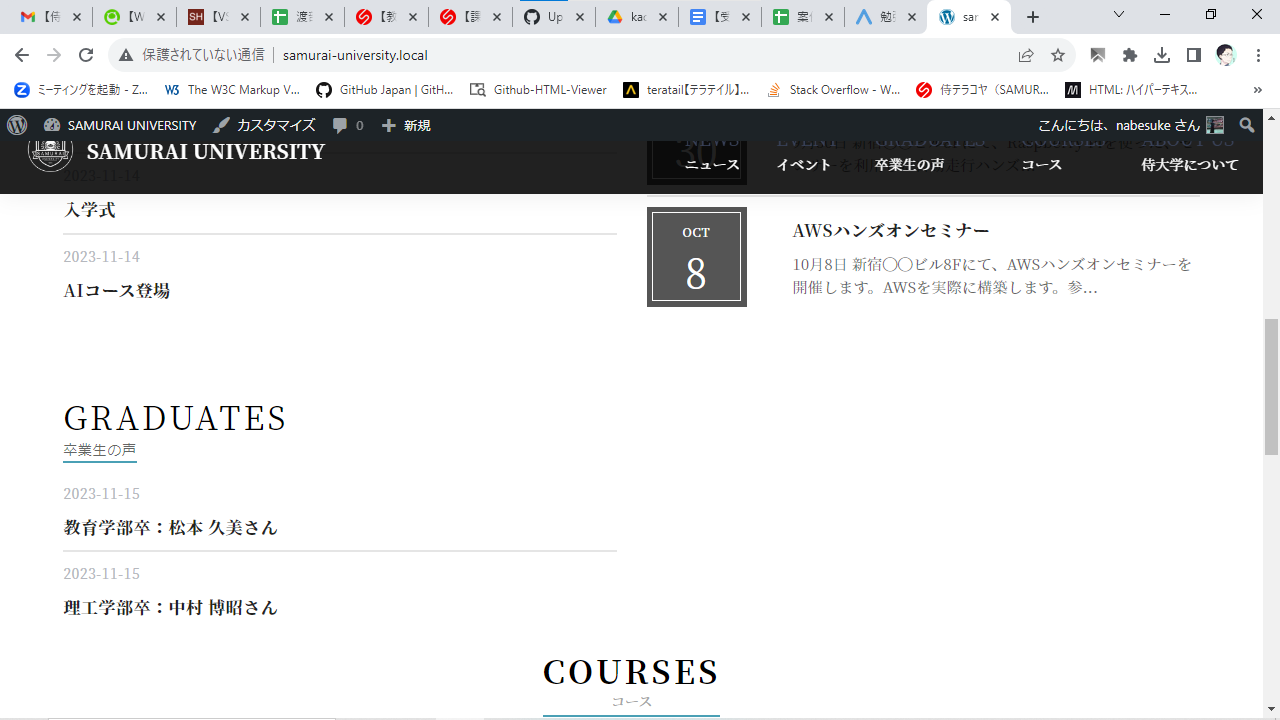 【侍
【W
【VS
渡
【教
【講
Up
kac
【受
案
勉
sar
保護されていない通信
samurai-university.local
ミーティングを起動 - Z...
The W3C Markup V...
GitHub Japan | GitH...
Github-HTML-Viewer
teratail【テラテイル】...
Stack Overflow - W...
侍テラコヤ（SAMUR...
HTML: ハイパーテキス...
»
SAMURAI UNIVERSITY
カスタマイズ
0
新規
こんにちは、nabesuke さん
SAMURAI UNIVERSITY
NEWS
ニュース
EVENT
イベント
GRADUATES
卒業生の声
COURSES
コース
ABOUT US
侍大学について
2023-11-14
入学式
2023-11-14
AIコース登場
30
OCT
8
AWSハンズオンセミナー
10月8日 新宿◯◯ビル8Fにて、AWSハンズオンセミナーを
開催します。AWSを実際に構築します。参...
GRADUATES
卒業生の声
2023-11-15
教育学部卒：松本 久美さん
2023-11-15
理工学部卒：中村 博昭さん
COURSES
コース